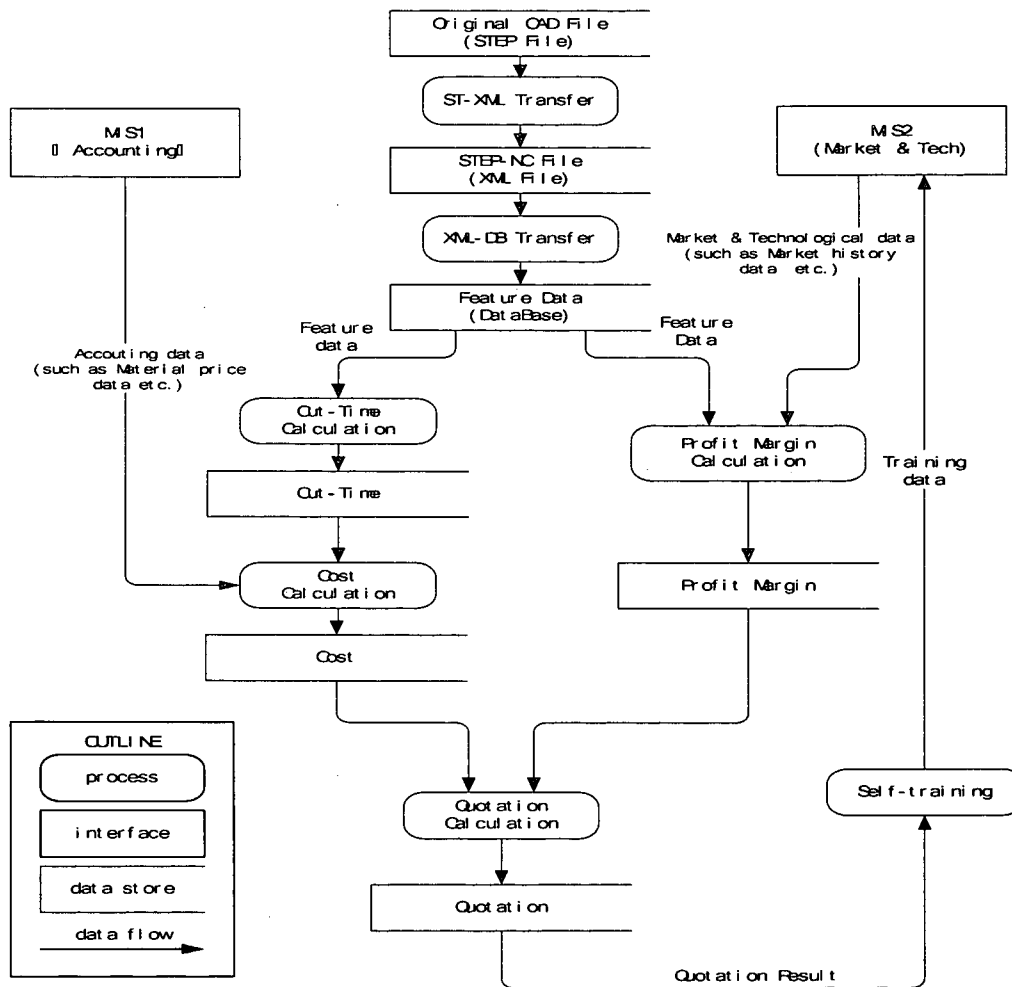 Original CAD File
(STEP File)
ST-XML Transfer
MIS1
▯ Accounting▯
STEP-NC File
(XML File)
MIS2
(Market & Tech)
XML-DB Transfer
Market & Technological data
(such as Market history
data etc.)
Feature Data
(DataBase)
Feature
data
Feature
Data
Accouting data
(such as Material price
data etc.)
Cut-Time
Calculation
Profit Margin
Calculation
Training
data
Cut-Time
Cost
Calculation
Profit Margin
Cost
OUTLINE
process
interface
data store
data flow
Quotation
Calculation
Self-training
Quotation
Quotation Result